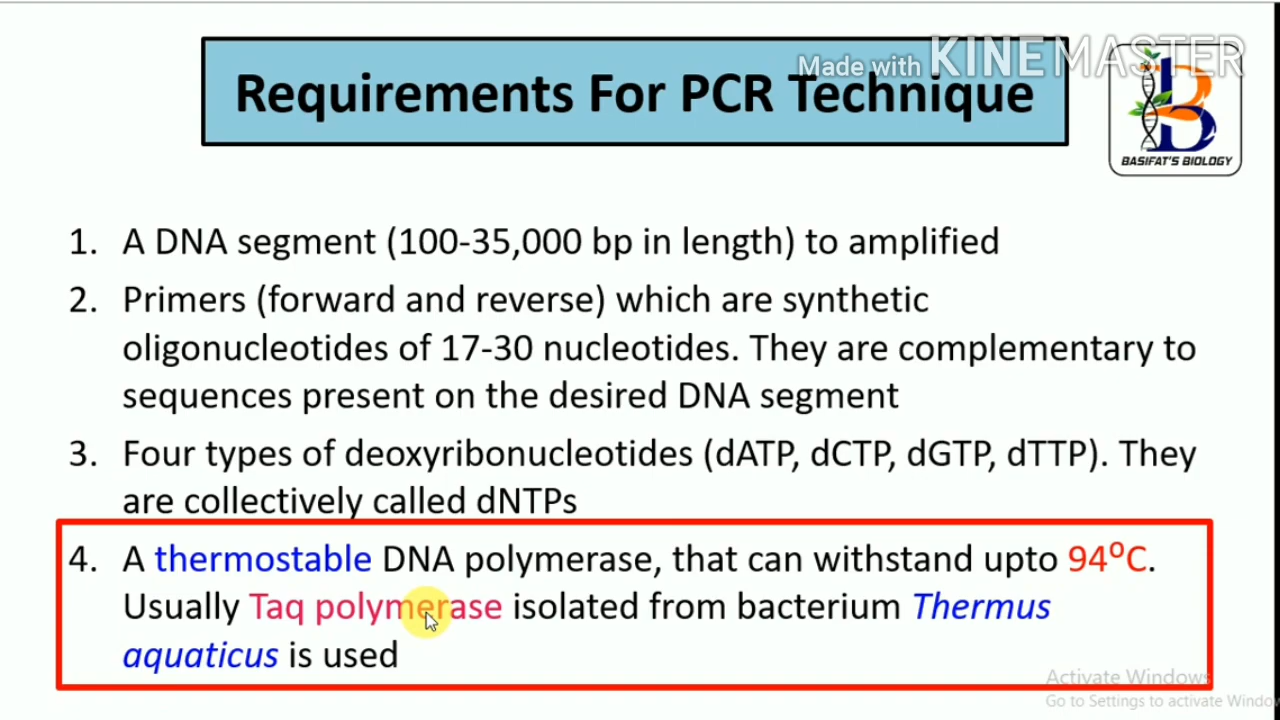 Made with KINEMASTER
Requirements For PCR Technique
BASIFAT'S BIOLOGY
1. A DNA segment (100-35,000 bp in length) to amplified
2. Primers (forward and reverse) which are synthetic
oligonucleotides of 17-30 nucleotides. They are complementary to
sequences present on the desired DNA segment
3. Four types of deoxyribonucleotides (dATP, dCTP, dGTP, dTTP). They
are collectively called dNTPs
4. A thermostable DNA polymerase, that can withstand upto 94⁰C.
Usually Taq polymerase isolated from bacterium Thermus
aquaticus is used
Activate Windows
Go to Settings to activate Windo